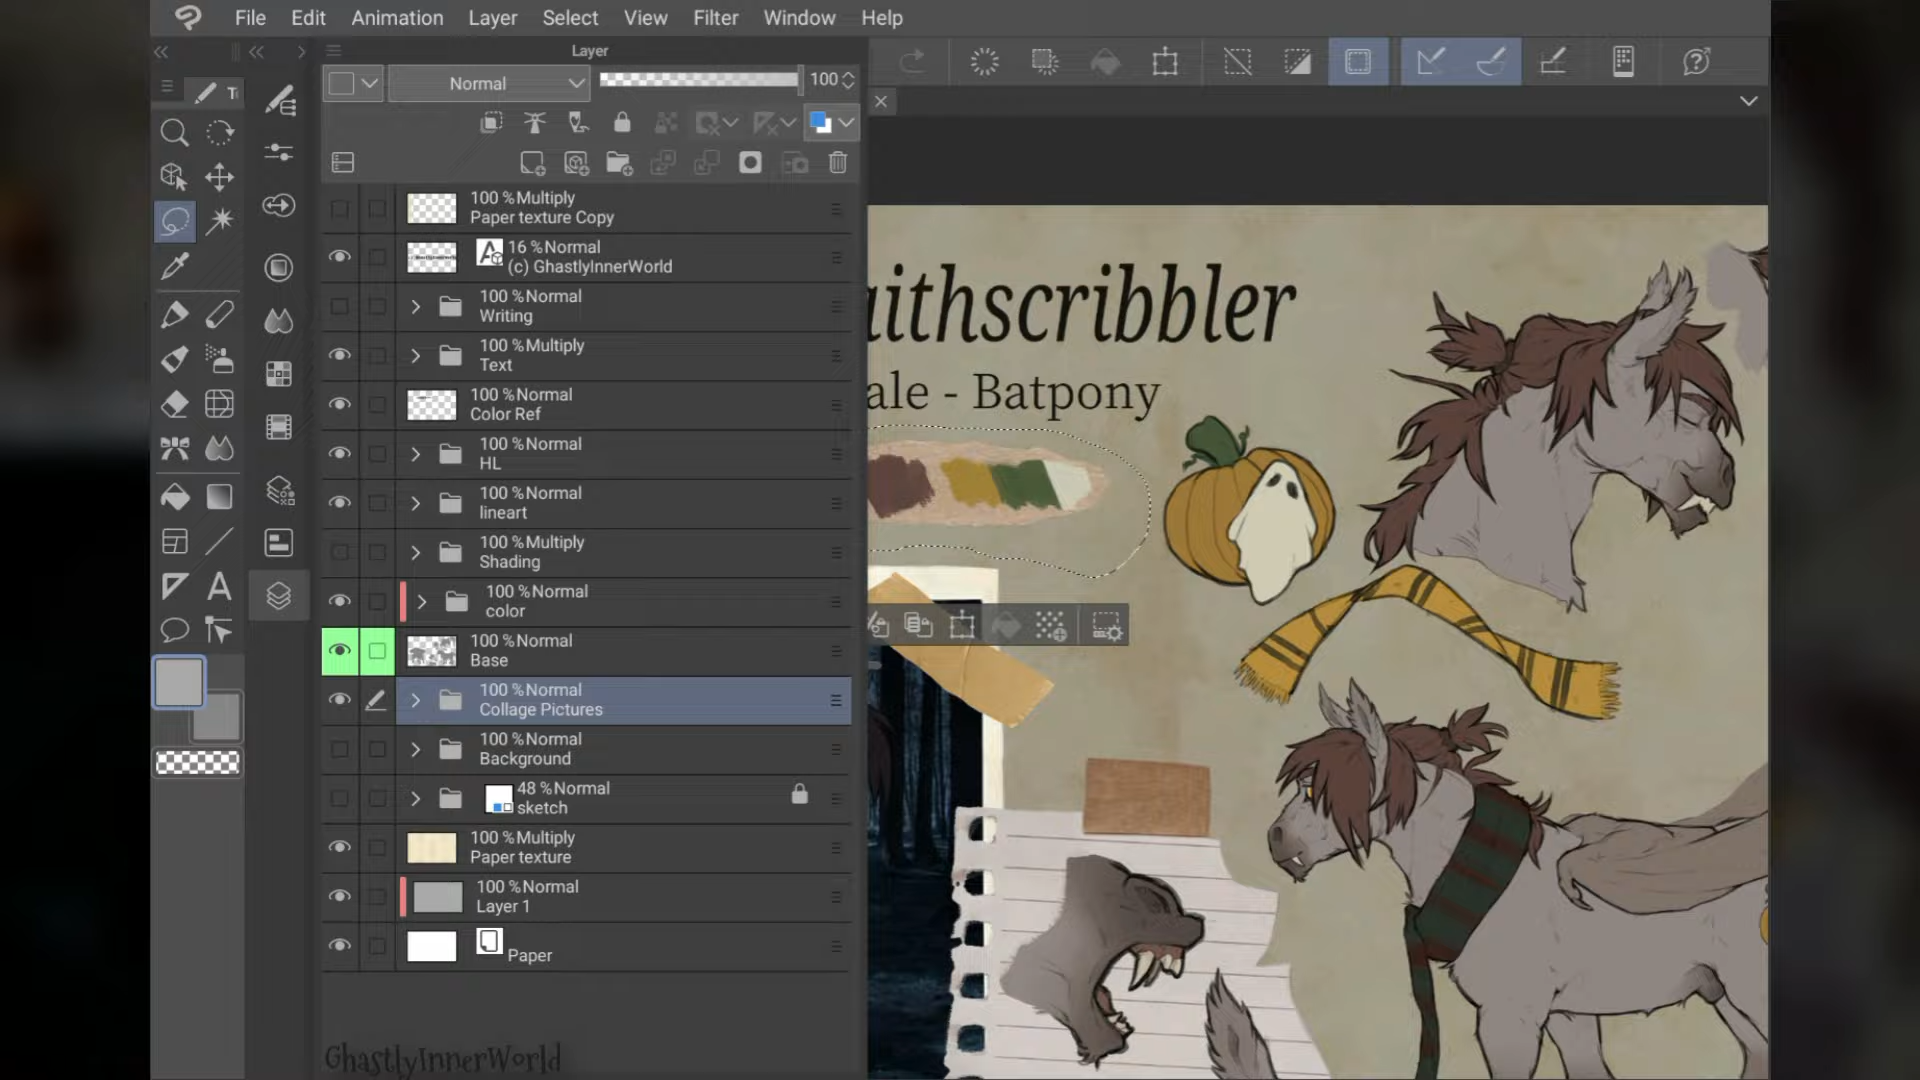 File Edit Animation Layer Select View Filter Window Help
Layer
Normal 100
100 %Multiply
Paper texture Copy
16 %Normal
(c) GhastlyInnerWorld
100 %Normal
Writing
100 %Multiply
Text
100 %Normal
Color Ref
100 %Normal
HL
100 %Normal
lineart
100 %Multiply
Shading
100 %Normal
color
100 %Normal
Base
100 %Normal
Collage Pictures
100 %Normal
Background
48 %Normal
sketch
100 %Multiply
Paper texture
100 %Normal
Layer 1
Paper
GhastlyInnerWorld
aithscribbler
ale - Batpony